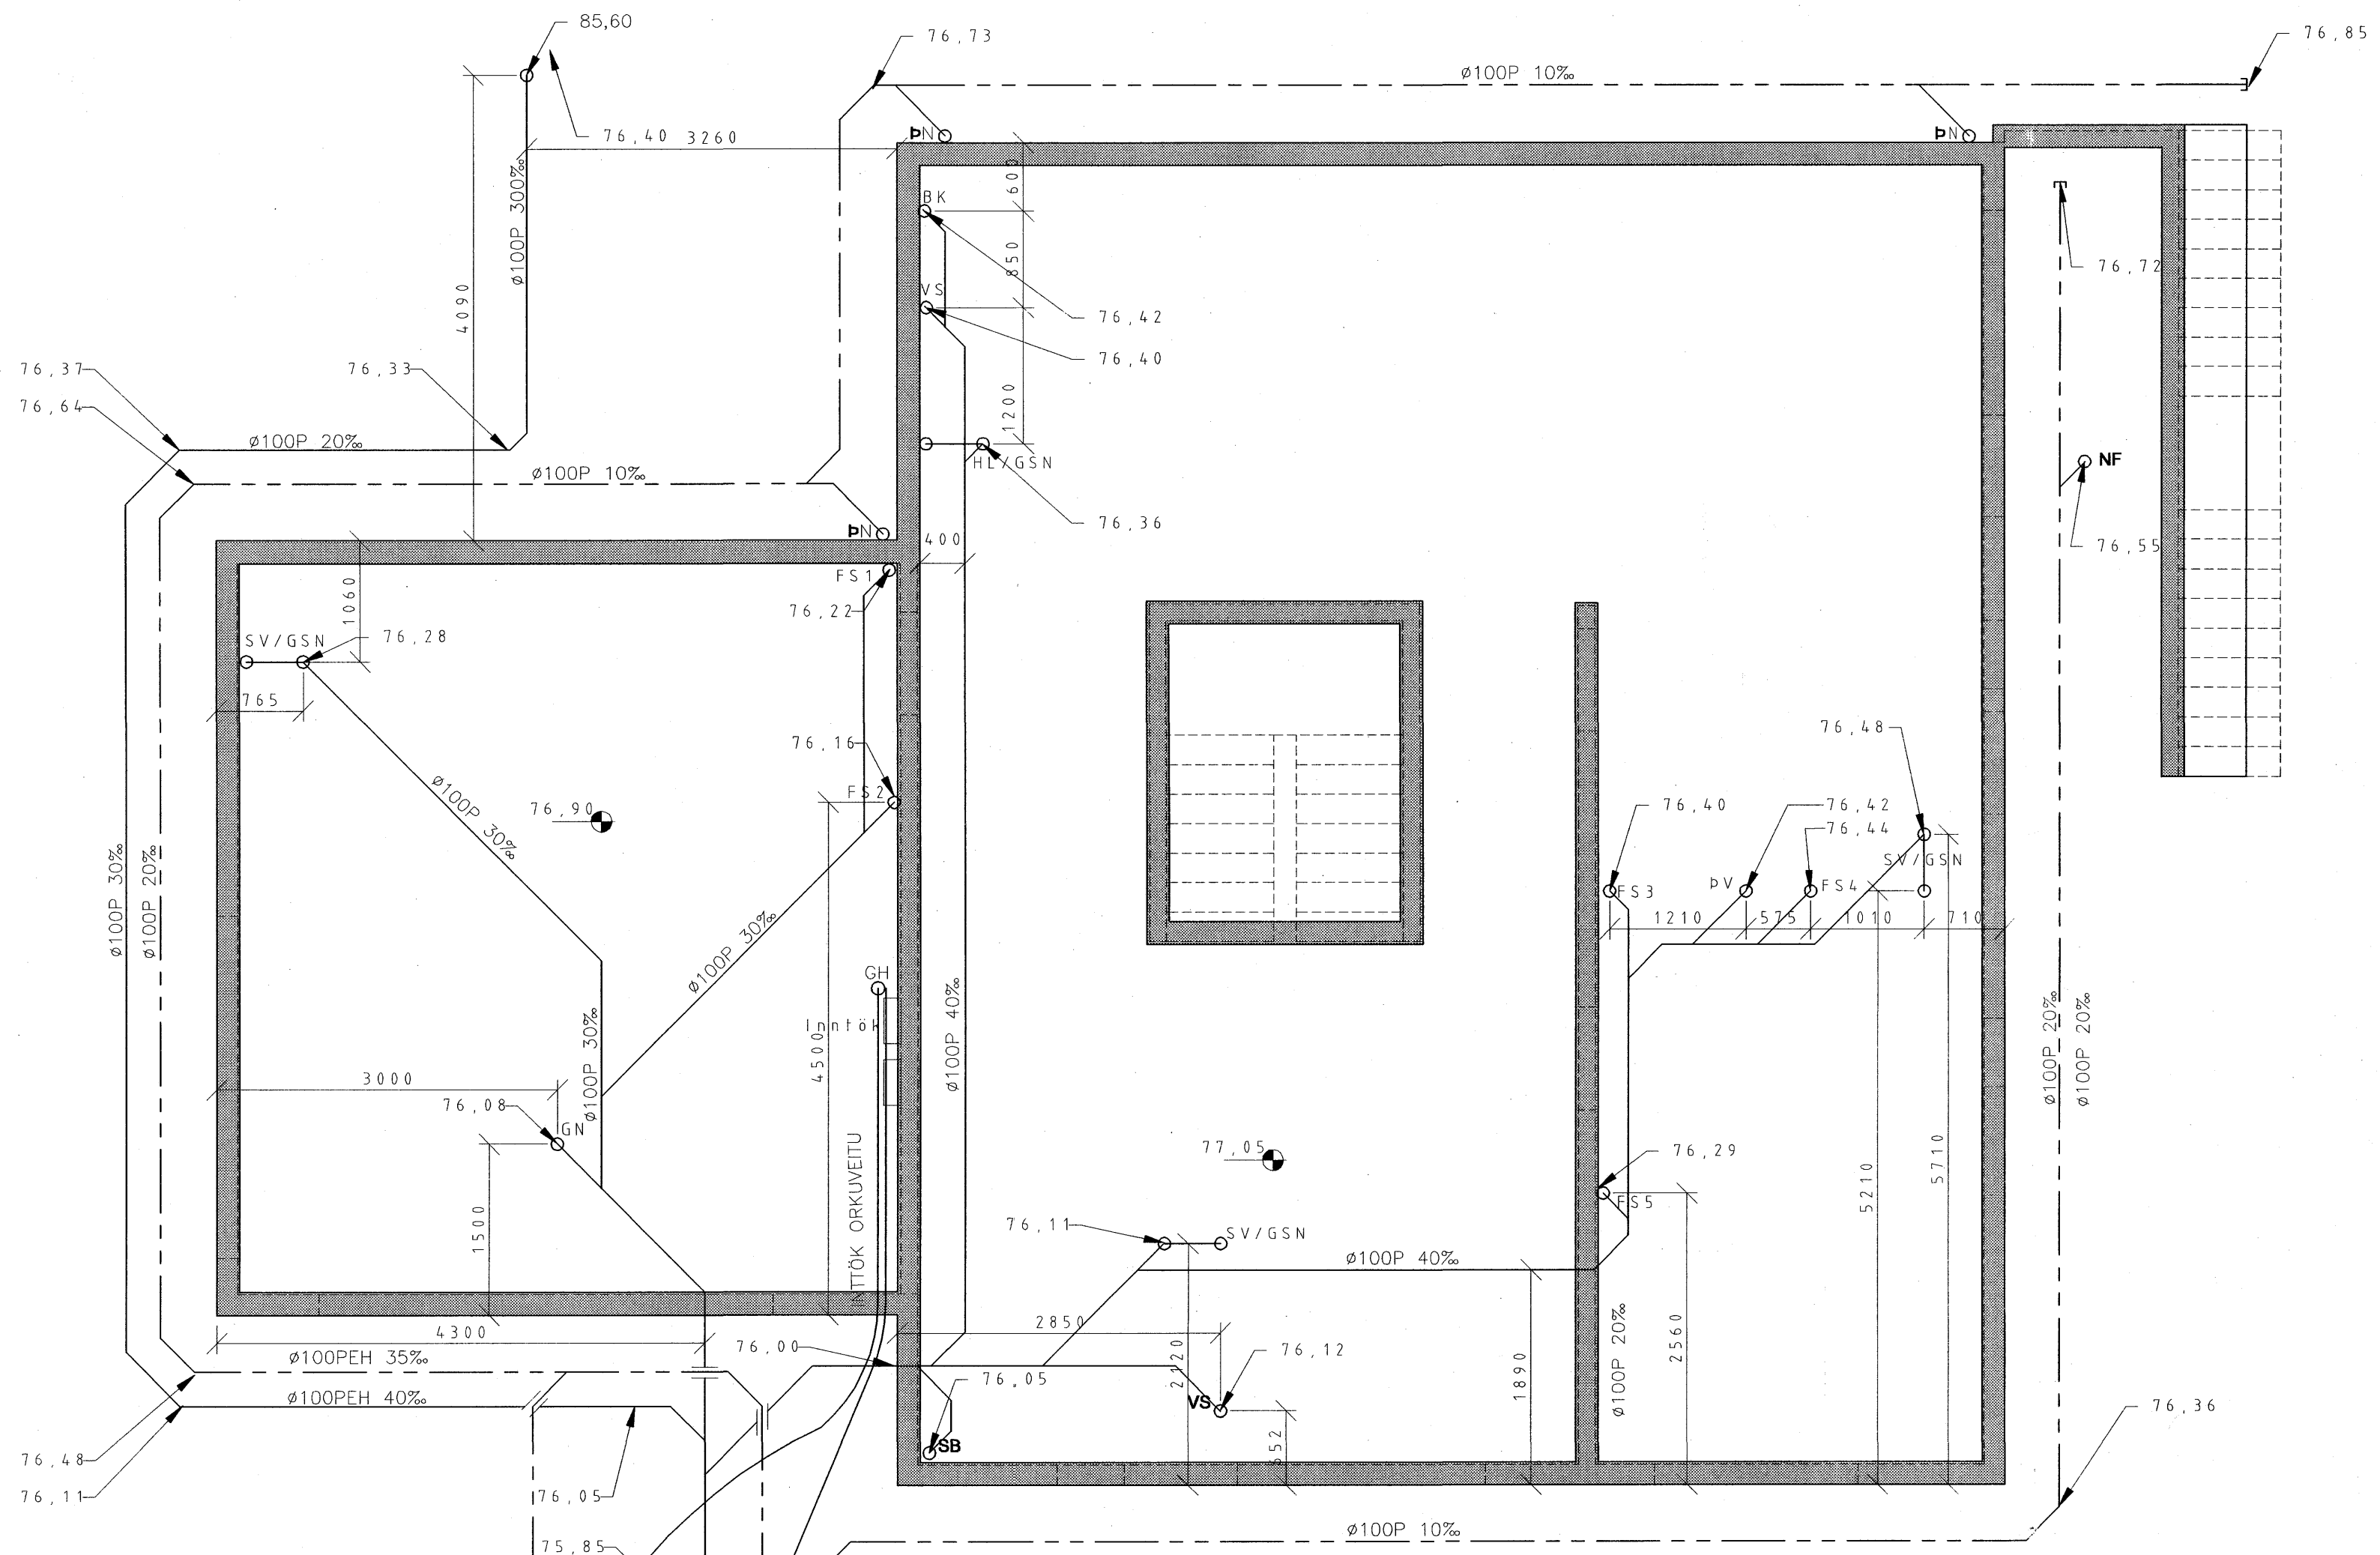 85,60
76,73
76,85
Ø100P 10‰
76,40
3260
ÞN
ÞN
Ø100P 300‰
600
BK
850
VS
76,42
76,40
76,72
4090
76,37
76,33
76,64
Ø100P 20‰
1200
HL/GSN
NF
Ø100P 10‰
76,36
ÞN
400
76,55
FS1
1060
76,22
SV/GSN
76,28
765
76,16
FS2
76,48
Ø100P 30‰
76,90
76,40
76,42
76,44
SV/GSN
FS3
ÞV
FS4
1210
575
1010
710
Ø100P 30‰
Ø100P 20‰
Ø100P 30‰
GH
Inntök
4500
Ø100P 40‰
Ø100P 20‰
Ø100P 20‰
3000
Ø100P 30‰
76,08
GN
77,05
76,29
5210
5710
INTTÖK ORKUVEITU
FS5
1500
76,11
SV/GSN
Ø100P 40‰
4300
2850
Ø100PEH 35‰
76,00
2120
76,12
1890
Ø100P 20‰
2560
76,05
Ø100PEH 40‰
VS
652
76,36
SB
76,48
76,11
76,05
Ø100P 10‰
75,85